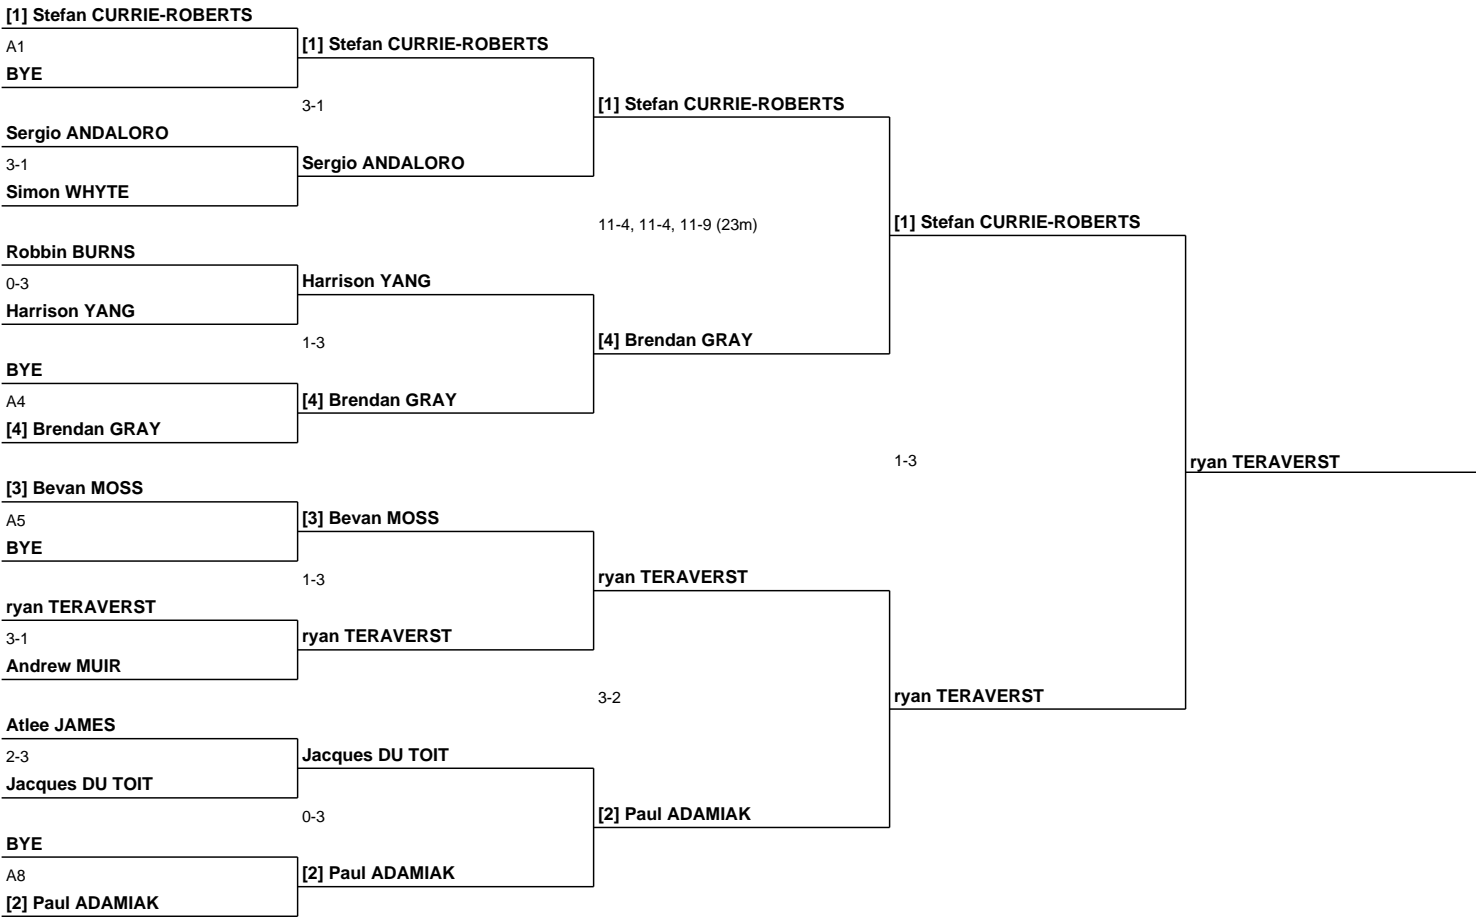 [1] Stefan CURRIE-ROBERTS
A1
BYE
Sergio ANDALORO
3-1
Simon WHYTE
Robbin BURNS
0-3
Harrison YANG
BYE
A4
[4] Brendan GRAY
[3] Bevan MOSS
A5
BYE
ryan TERAVERST
3-1
Andrew MUIR
Atlee JAMES
2-3
Jacques DU TOIT
BYE
A8
[2] Paul ADAMIAK
[1] Stefan CURRIE-ROBERTS
3-1
Sergio ANDALORO
Harrison YANG
1-3
[4] Brendan GRAY
[3] Bevan MOSS
1-3
ryan TERAVERST
Jacques DU TOIT
0-3
[2] Paul ADAMIAK
[1] Stefan CURRIE-ROBERTS
11-4, 11-4, 11-9 (23m)
[4] Brendan GRAY
ryan TERAVERST
3-2
[2] Paul ADAMIAK
[1] Stefan CURRIE-ROBERTS
1-3
ryan TERAVERST
ryan TERAVERST